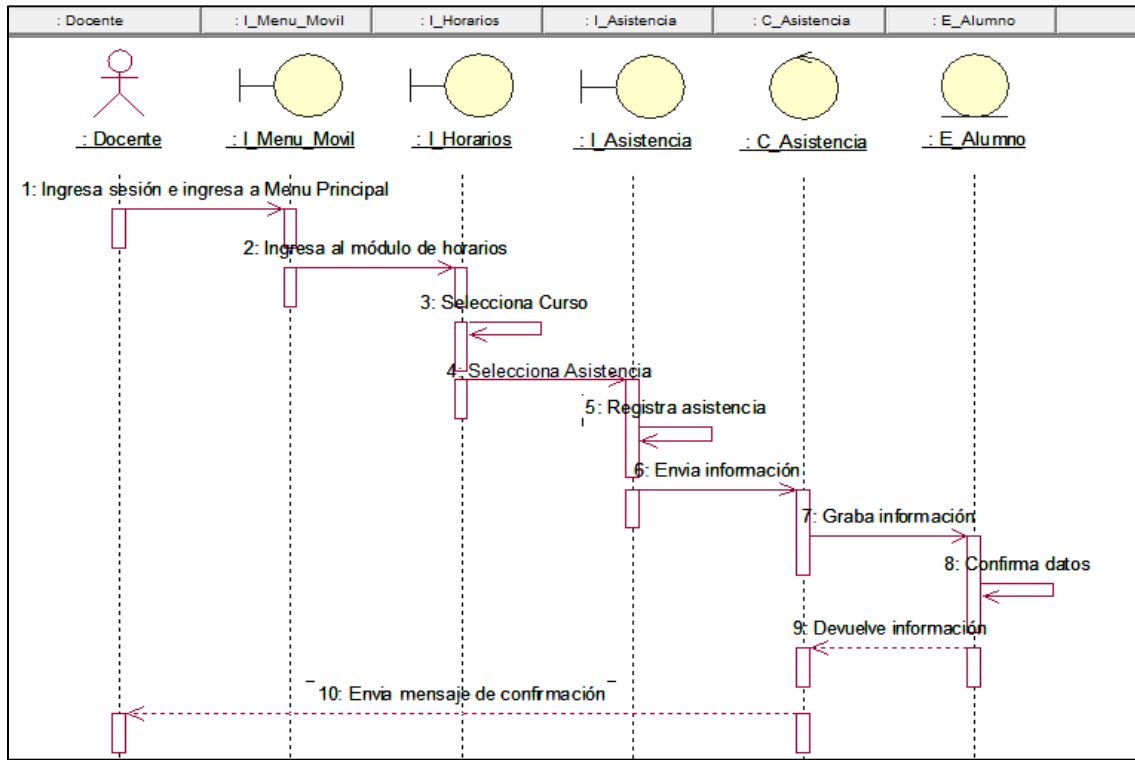 : Docente
: I_Menu_Movil
: I_Horarios
: I_Asistencia
: C_Asistencia
: E_Alumno
: Docente
: I_Menu_Movil
: I_Horarios
: I_Asistencia
: C_Asistencia
: E_Alumno
1: Ingresa sesión e ingresa a Menu Principal
2: Ingresa al módulo de horarios
3: Selecciona Curso
4: Selecciona Asistencia
5: Registra asistencia
6: Envia información
7: Graba información
8: Confirma datos
9: Devuelve información
10: Envia mensaje de confirmación